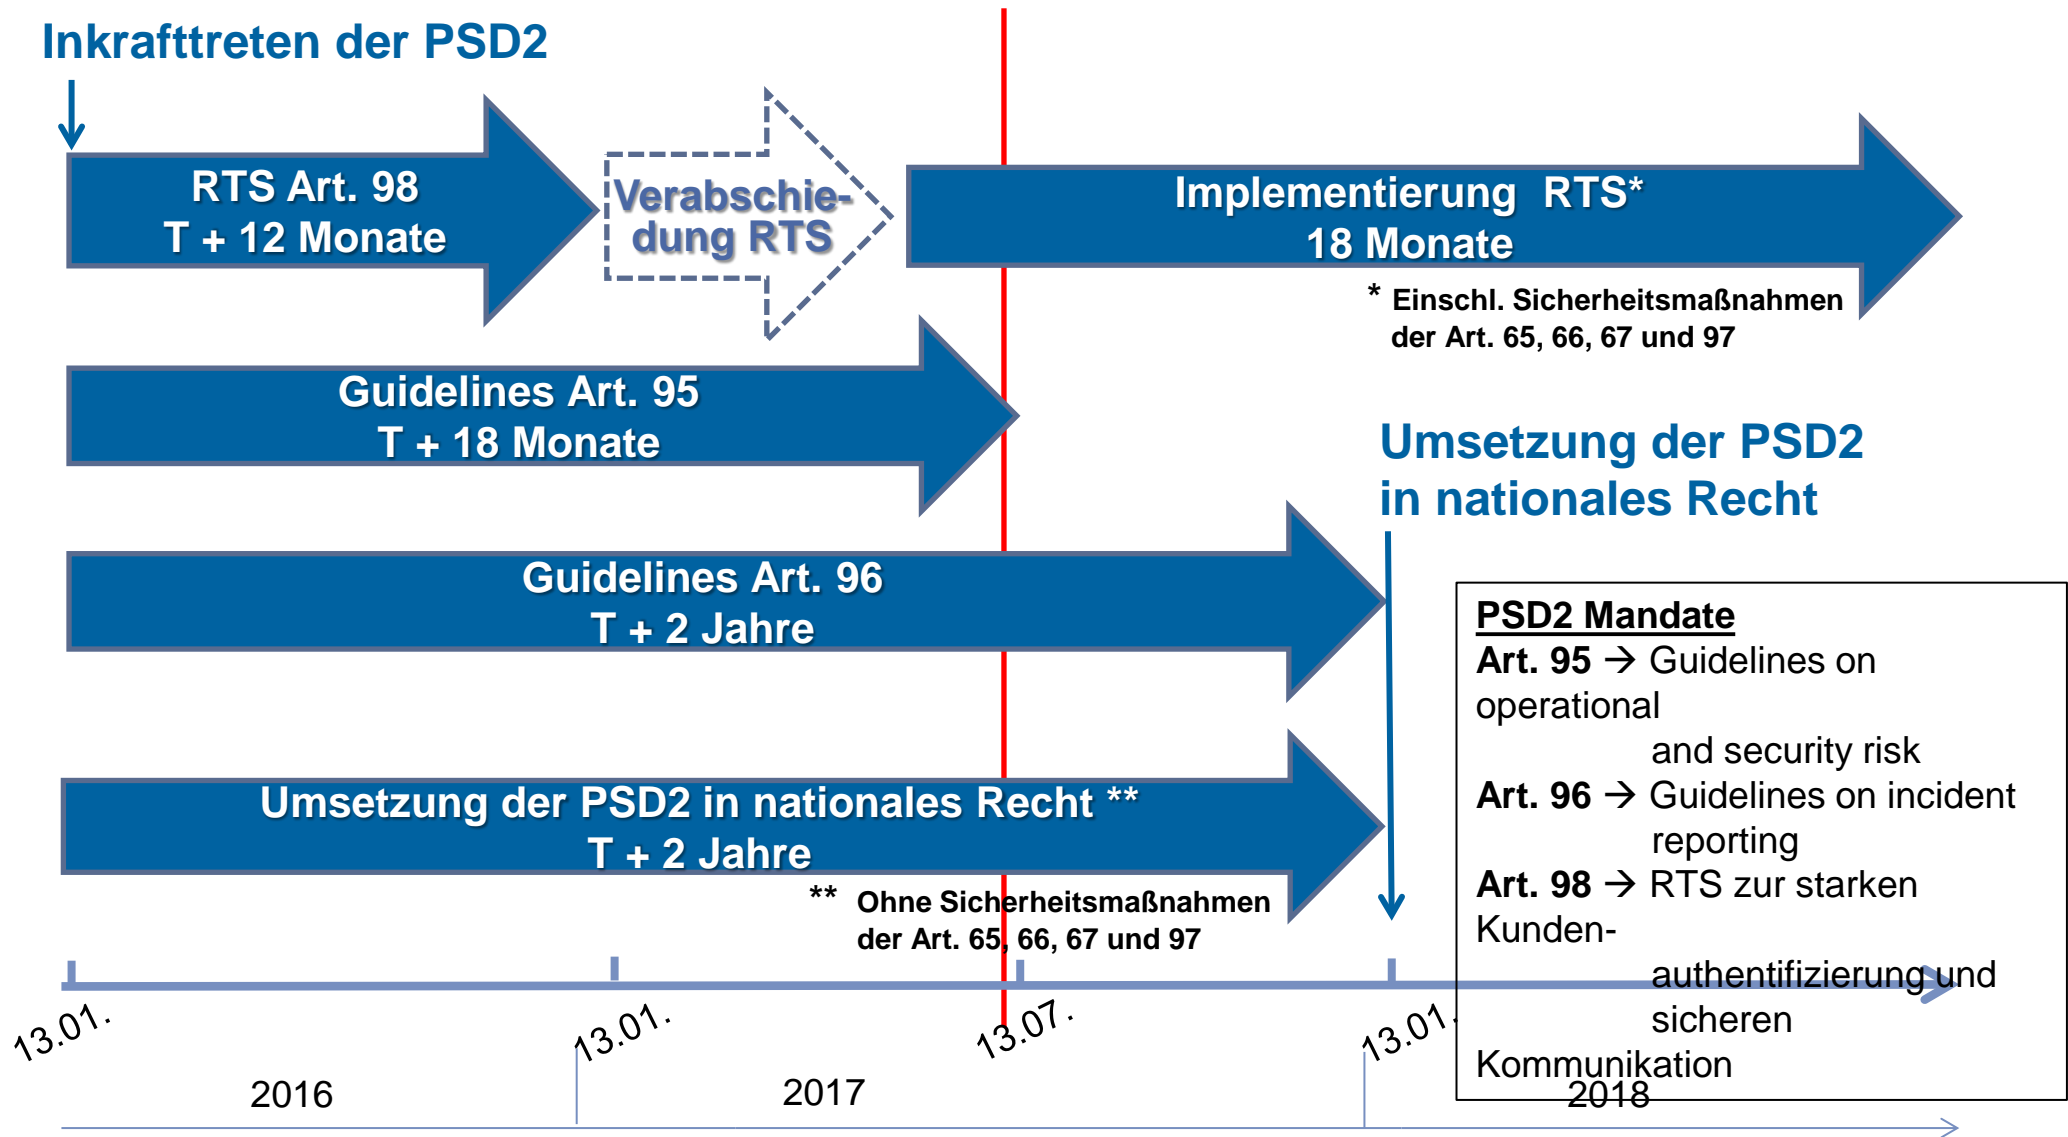 Inkrafttreten der PSD2
RTS Art. 98
T + 12 Monate
Verabschie-
dung RTS
Implementierung RTS*
18 Monate
* Einschl. Sicherheitsmaßnahmen
der Art. 65, 66, 67 und 97
Guidelines Art. 95
T + 18 Monate
Umsetzung der PSD2
in nationales Recht
Guidelines Art. 96
T + 2 Jahre
Umsetzung der PSD2 in nationales Recht **
T + 2 Jahre
** Ohne Sicherheitsmaßnahmen
der Art. 65, 66, 67 und 97
PSD2 Mandate
Art. 95 → Guidelines on
operational
and security risk
Art. 96 → Guidelines on incident
reporting
Art. 98 → RTS zur starken
Kunden-
authentifizierung und
sicheren
Kommunikation
13.01.
13.01.
13.07.
13.01.
2016
2017
2018